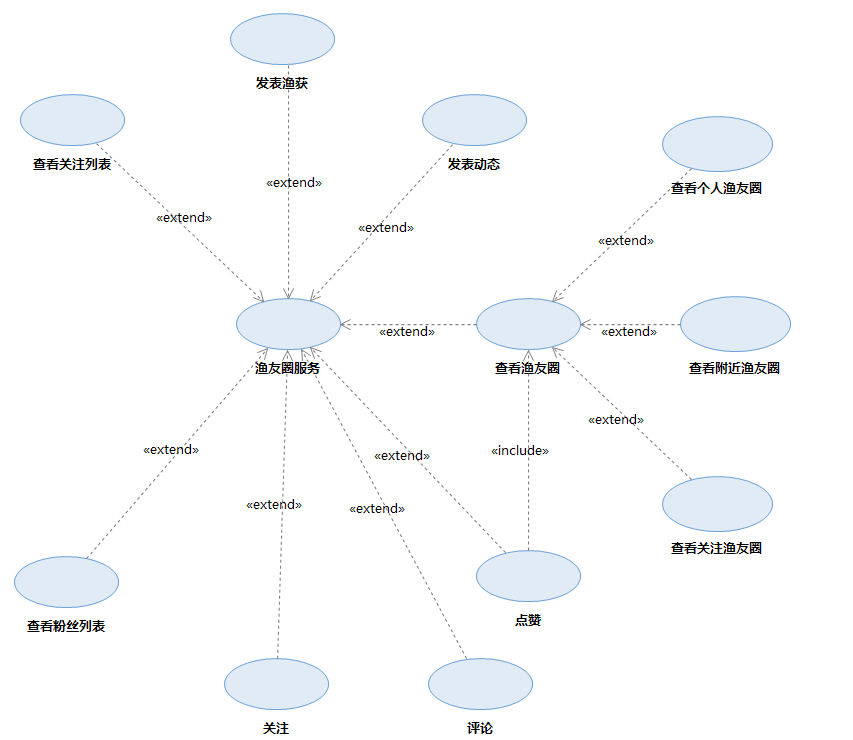 发表渔获
查看关注列表
发表动态
查看个人渔友圈
«extend»
«extend»
«extend»
«extend»
«extend»
«extend»
渔友圈服务
查看渔友圈
查看附近渔友圈
«extend»
«extend»
«extend»
«include»
«extend»
«extend»
查看关注渔友圈
点赞
查看粉丝列表
关注
评论